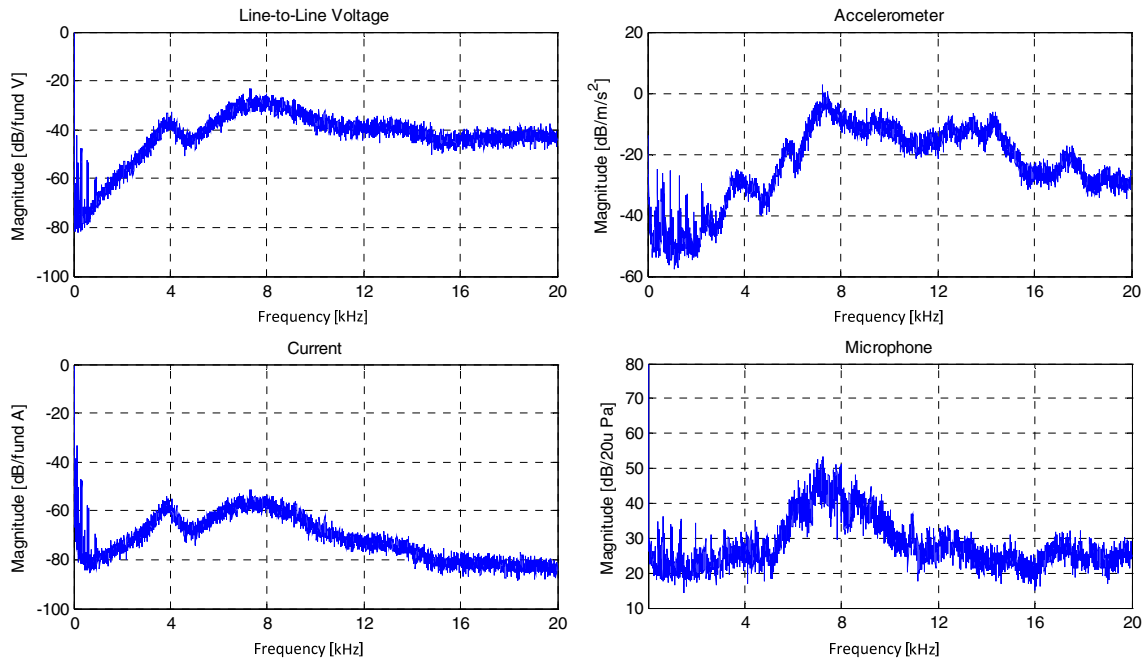 Line-to-Line Voltage
Magnitude [dB/fund V]
0
-20
-40
-60
-80
-100
0 4 8 12 16 20
Frequency [kHz]
Accelerometer
Magnitude [dB/m/s²]
20
0
-20
-40
-60
0 4 8 12 16 20
Frequency [kHz]
Current
Magnitude [dB/fund A]
0
-20
-40
-60
-80
-100
0 4 8 12 16 20
Frequency [kHz]
Microphone
Magnitude [dB/20u Pa]
80
70
60
50
40
30
20
10
0 4 8 12 16 20
Frequency [kHz]